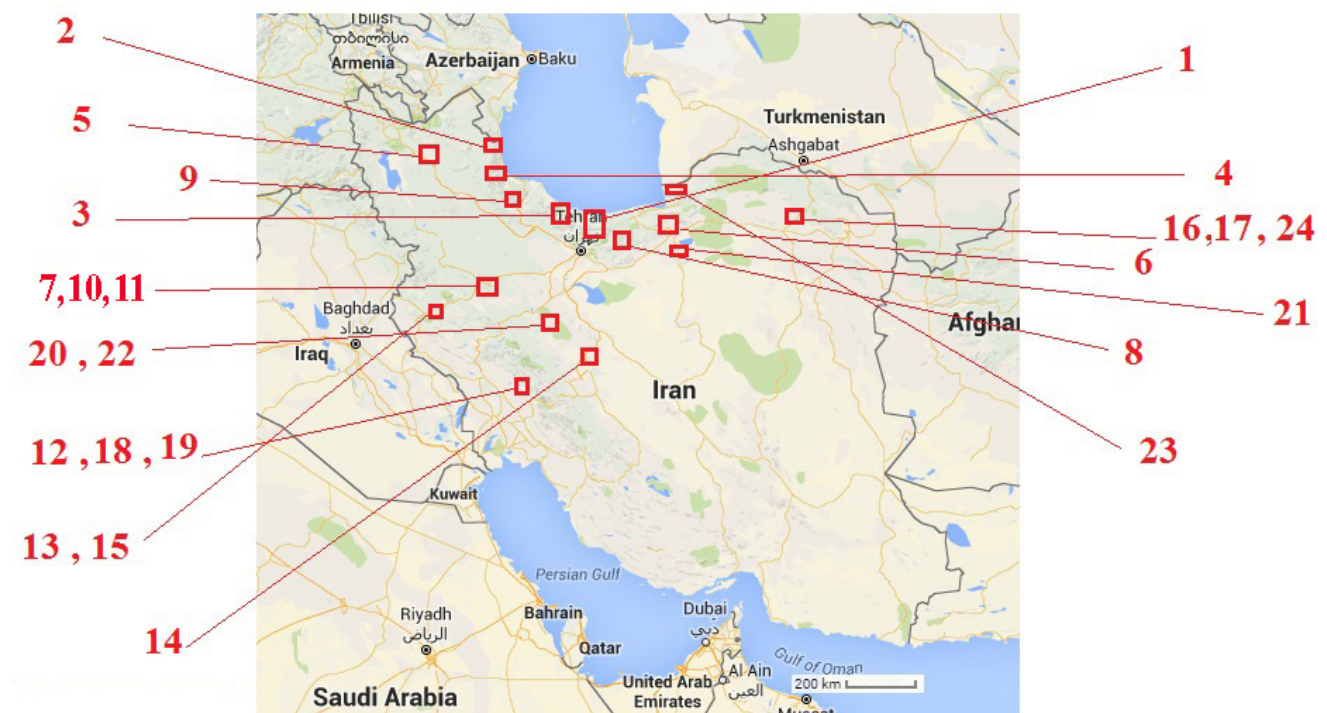 Tbilisi
თბილისი
2
Armenia
Azerbaijan
Baku
1
5
Turkmenistan
Ashgabat
9
4
3
Tehran
تهران
16,17 , 24
6
7,10,11
Baghdad
بغداد
21
Afghan
Iraq
20 , 22
8
Iran
12 , 18 , 19
23
Kuwait
13 , 15
Persian Gulf
Riyadh
الرياض
Bahrain
Dubai
دبي
14
Qatar
Gulf of Oman
United Arab
Emirates
Al Ain
العين
200 km
Saudi Arabia